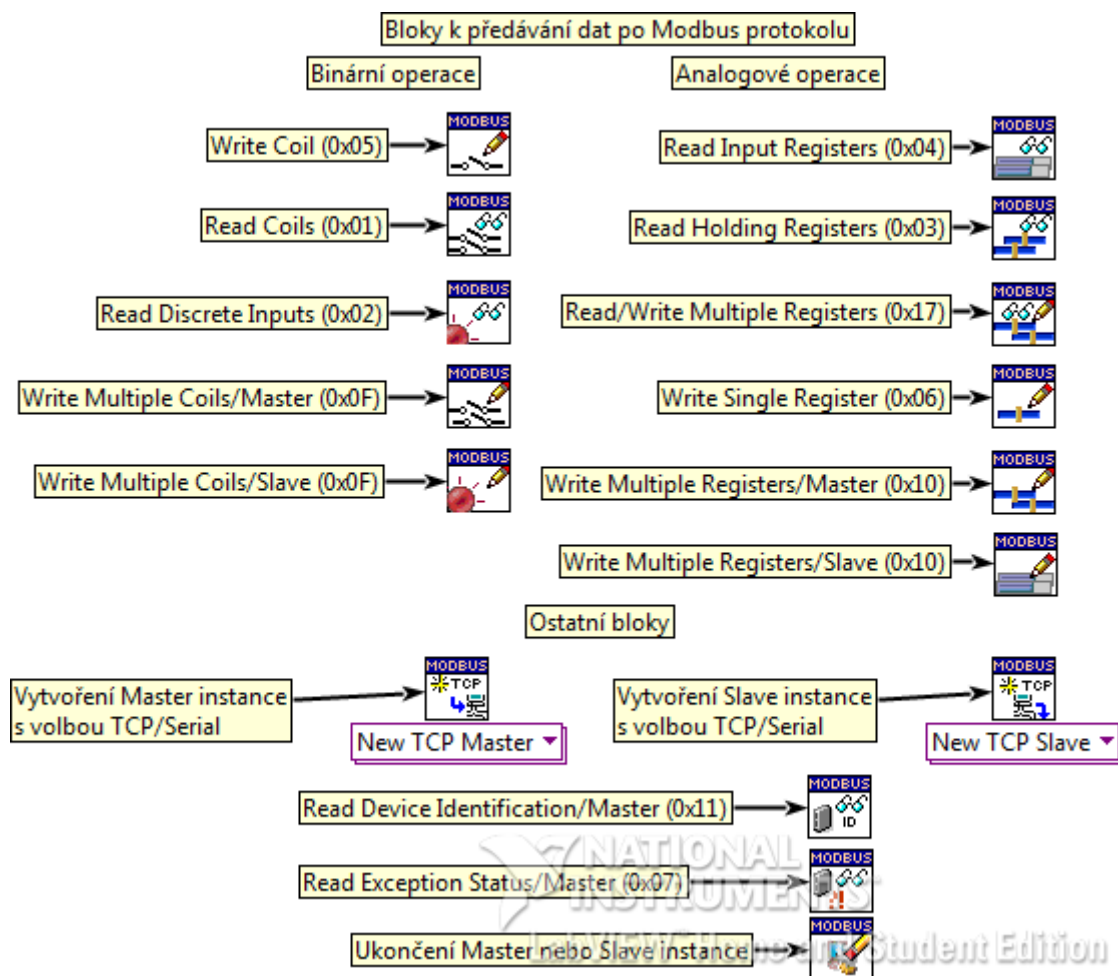 Bloky k předávání dat po Modbus protokolu
Binární operace
Analogové operace
Write Coil (0x05)
MODBUS
Read Input Registers (0x04)
MODBUS
Read Coils (0x01)
MODBUS
Read Holding Registers (0x03)
MODBUS
Read Discrete Inputs (0x02)
MODBUS
Read/Write Multiple Registers (0x17)
MODBUS
Write Multiple Coils/Master (0x0F)
MODBUS
Write Single Register (0x06)
MODBUS
Write Multiple Coils/Slave (0x0F)
MODBUS
Write Multiple Registers/Master (0x10)
MODBUS
Write Multiple Registers/Slave (0x10)
MODBUS
Ostatní bloky
Vytvoření Master instance
s volbou TCP/Serial
MODBUS
TCP
New TCP Master
Vytvoření Slave instance
s volbou TCP/Serial
MODBUS
TCP
New TCP Slave
Read Device Identification/Master (0x11)
MODBUS
ID
Read Exception Status/Master (0x07)
MODBUS
!!
Ukončení Master nebo Slave instance
MODBUS
NATIONAL
INSTRUMENTS
LabVIEW™ Home and Student Edition